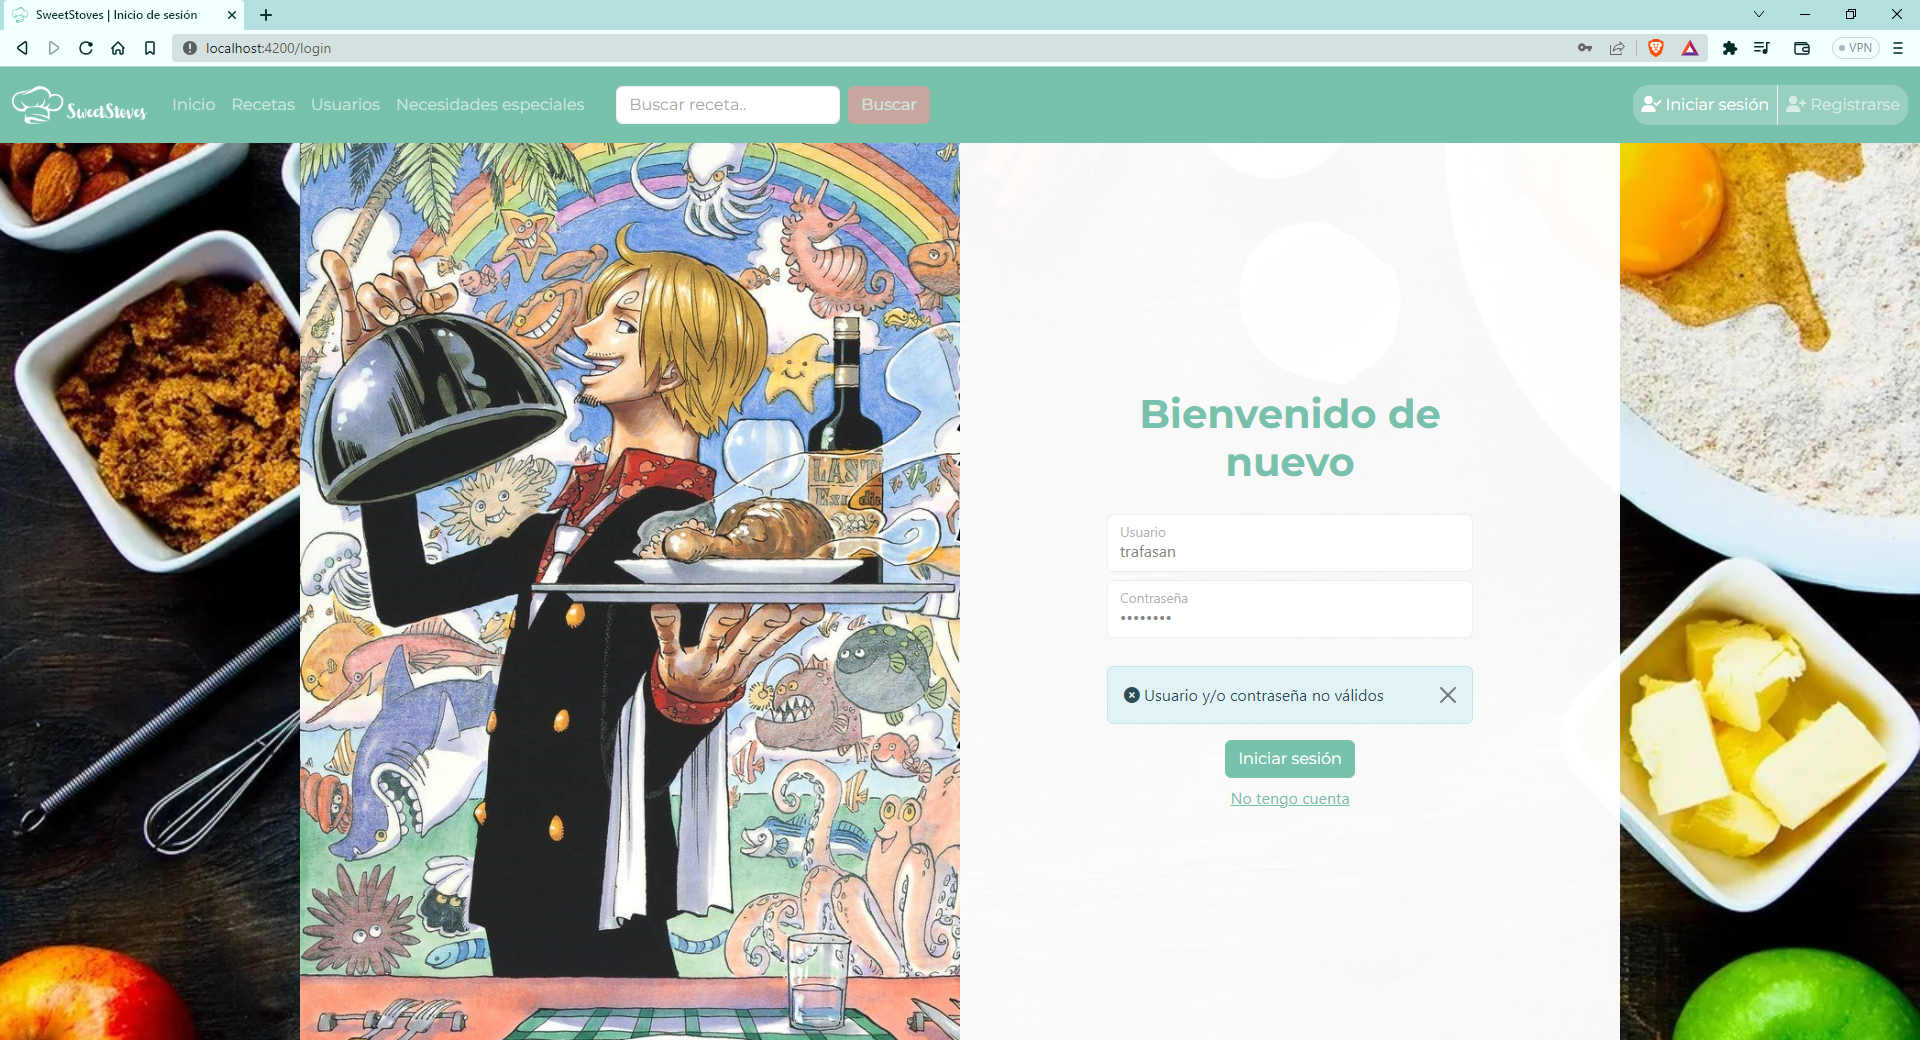 SweetStoves | Inicio de sesión
localhost:4200/login
VPN
SweetStoves
Inicio
Recetas
Usuarios
Necesidades especiales
Buscar receta..
Buscar
Iniciar sesión
Registrarse
Bienvenido de
nuevo
Usuario
trafasan
Contraseña
••••••••
Usuario y/o contraseña no válidos
Iniciar sesión
No tengo cuenta